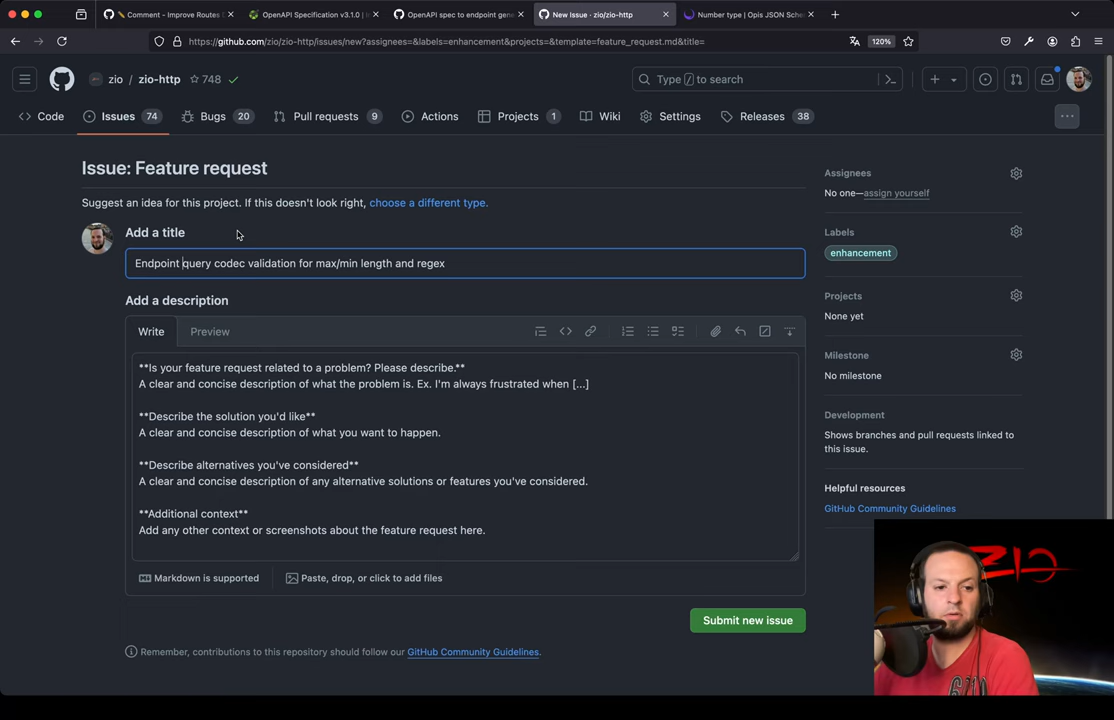 Comment - Improve Routes
OpenAPI Specification v3.1.0 | I
OpenAPI spec to endpoint gene
New Issue · zio/zio-http
Number type | Opis JSON Sche
https://github.com/zio/zio-http/issues/new?assignees=&labels=enhancement&projects=&template=feature_request.md&title=
120%
zio / zio-http 748
Type / to search
Code
Issues 74
Bugs 20
Pull requests 9
Actions
Projects 1
Wiki
Settings
Releases 38
Issue: Feature request
Suggest an idea for this project. If this doesn't look right, choose a different type.
Add a title
Endpoint query codec validation for max/min length and regex
Add a description
Write Preview
**Is your feature request related to a problem? Please describe.**
A clear and concise description of what the problem is. Ex. I'm always frustrated when [...]
**Describe the solution you'd like**
A clear and concise description of what you want to happen.
**Describe alternatives you've considered**
A clear and concise description of any alternative solutions or features you've considered.
**Additional context**
Add any other context or screenshots about the feature request here.
Markdown is supported
Paste, drop, or click to add files
Submit new issue
Remember, contributions to this repository should follow our GitHub Community Guidelines.
Assignees
No one—assign yourself
Labels
enhancement
Projects
None yet
Milestone
No milestone
Development
Shows branches and pull requests linked to
this issue.
Helpful resources
GitHub Community Guidelines
ZIO